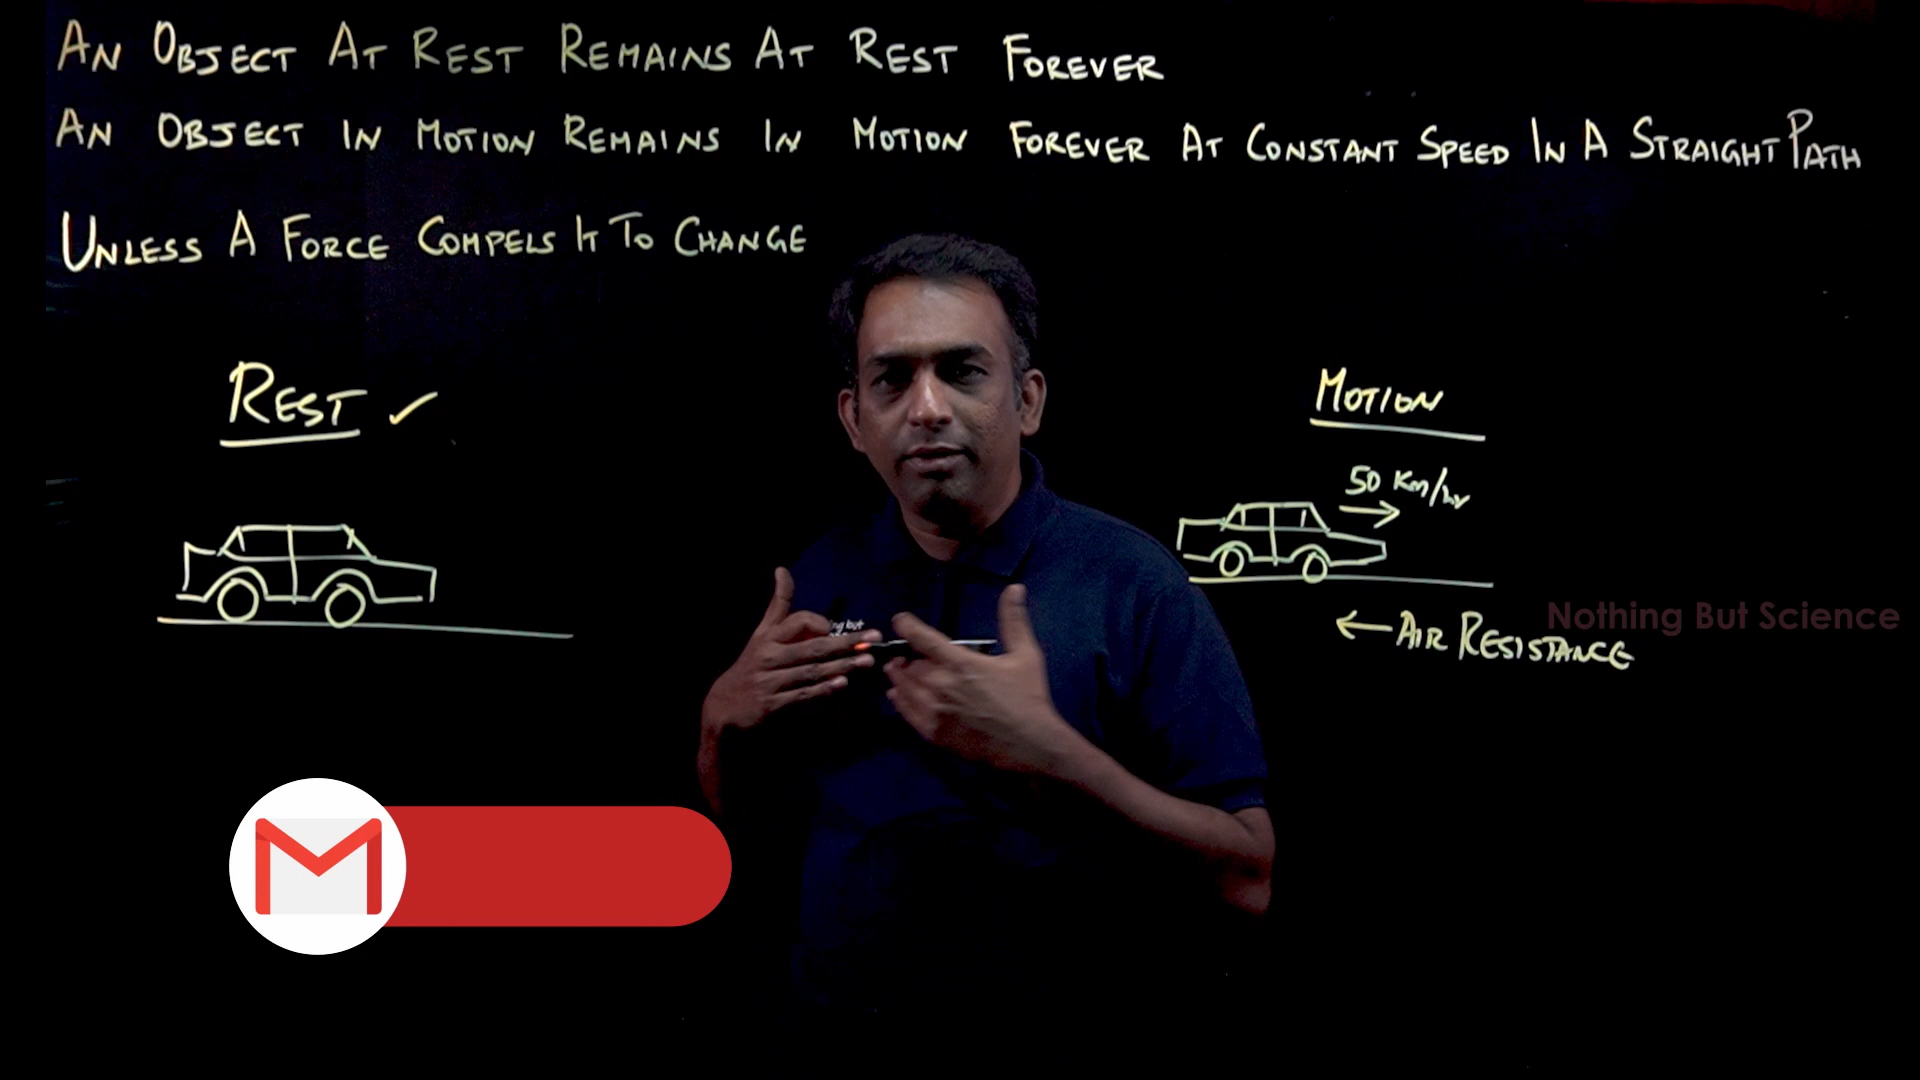 AN OBJECT AT REST REMAINS AT REST FOREVER
AN OBJECT IN MOTION REMAINS IN MOTION FOREVER AT CONSTANT SPEED IN A STRAIGHT PATH
UNLESS A FORCE COMPELS IT TO CHANGE
REST ✓
MOTION
50 Km/hr
← AIR RESISTANCE
Nothing But Science